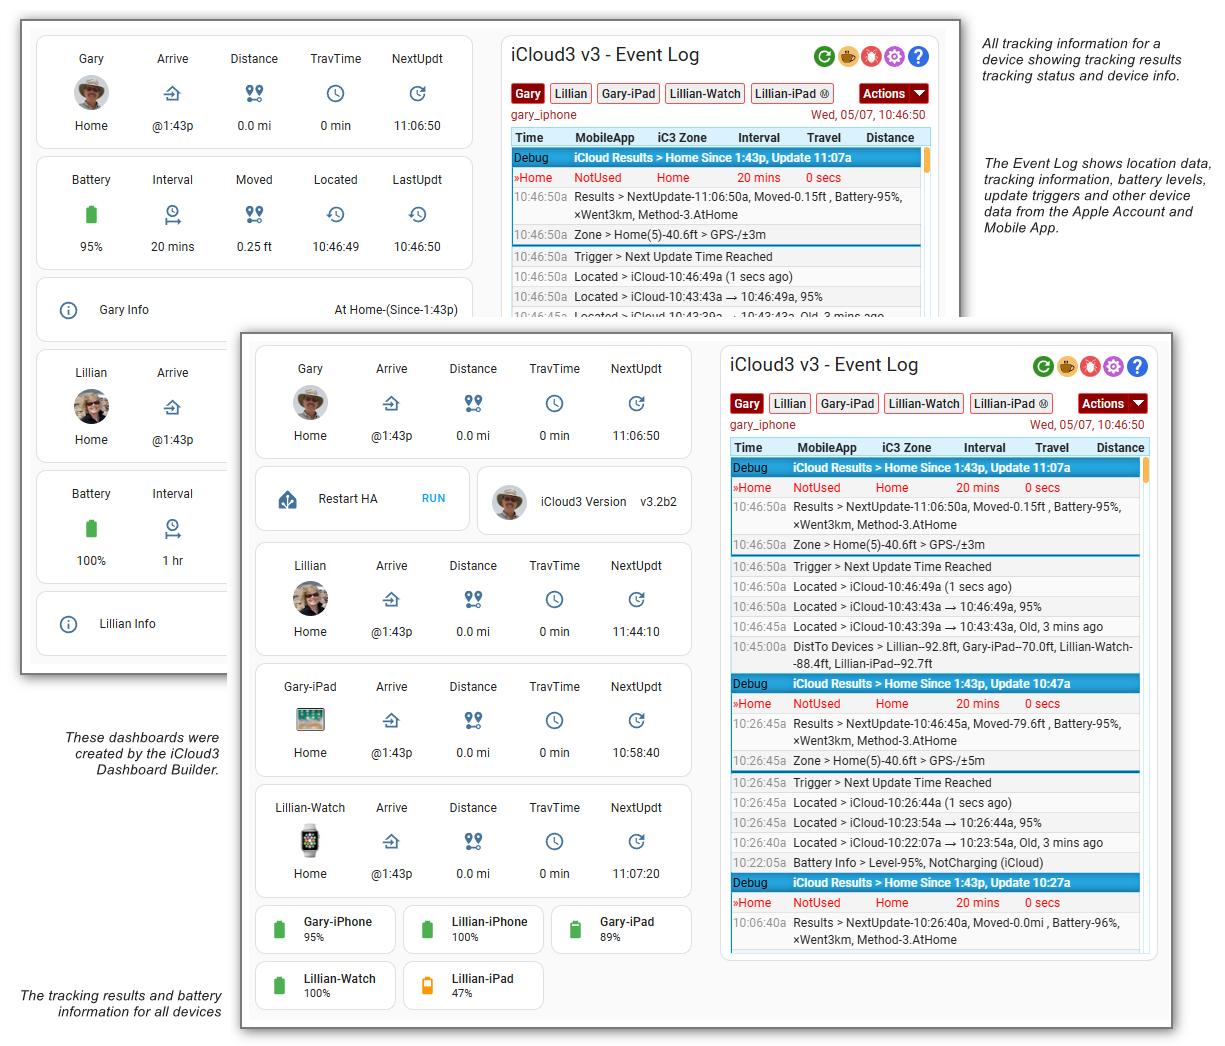 Gary Arrive Distance TravTime NextUpdt
Home @1:43p 0.0 mi 0 min 11:06:50
Battery Interval Moved Located LastUpdt
95% 20 mins 0.25 ft 10:46:49 10:46:50
Gary Info At Home-(Since-1:43p)
Lillian Arrive
Home @1:43p
Battery Interval
100% 1 hr
Lillian Info
iCloud3 v3 - Event Log
Gary Lillian Gary-iPad Lillian-Watch Lillian-iPad Ⓜ Actions
gary_iphone Wed, 05/07, 10:46:50
Time MobileApp iC3 Zone Interval Travel Distance
Debug iCloud Results > Home Since 1:43p, Update 11:07a
»Home NotUsed Home 20 mins 0 secs
10:46:50a Results > NextUpdate-11:06:50a, Moved-0.15ft , Battery-95%,
×Went3km, Method-3.AtHome
10:46:50a Zone > Home(5)-40.6ft > GPS-/±3m
10:46:50a Trigger > Next Update Time Reached
10:46:50a Located > iCloud-10:46:49a (1 secs ago)
10:46:50a Located > iCloud-10:43:43a → 10:46:49a, 95%
10:46:45a Located > iCloud-10:43:39a → 10:43:43a, Old, 3 mins ago
All tracking information for a
device showing tracking results
tracking status and device info.
The Event Log shows location data,
tracking information, battery levels,
update triggers and other device
data from the Apple Account and
Mobile App.
Gary Arrive Distance TravTime NextUpdt
Home @1:43p 0.0 mi 0 min 11:06:50
Restart HA RUN iCloud3 Version v3.2b2
Lillian Arrive Distance TravTime NextUpdt
Home @1:43p 0.0 mi 0 min 11:44:10
Gary-iPad Arrive Distance TravTime NextUpdt
Home @1:43p 0.0 mi 0 min 10:58:40
Lillian-Watch Arrive Distance TravTime NextUpdt
Home @1:43p 0.0 mi 0 min 11:07:20
Gary-iPhone Lillian-iPhone Gary-iPad
95% 100% 89%
Lillian-Watch Lillian-iPad
100% 47%
iCloud3 v3 - Event Log
Gary Lillian Gary-iPad Lillian-Watch Lillian-iPad Ⓜ Actions
gary_iphone Wed, 05/07, 10:46:50
Time MobileApp iC3 Zone Interval Travel Distance
Debug iCloud Results > Home Since 1:43p, Update 11:07a
»Home NotUsed Home 20 mins 0 secs
10:46:50a Results > NextUpdate-11:06:50a, Moved-0.15ft , Battery-95%,
×Went3km, Method-3.AtHome
10:46:50a Zone > Home(5)-40.6ft > GPS-/±3m
10:46:50a Trigger > Next Update Time Reached
10:46:50a Located > iCloud-10:46:49a (1 secs ago)
10:46:50a Located > iCloud-10:43:43a → 10:46:49a, 95%
10:46:45a Located > iCloud-10:43:39a → 10:43:43a, Old, 3 mins ago
10:45:00a DistTo Devices > Lillian--92.8ft, Gary-iPad--70.0ft, Lillian-Watch-
-88.4ft, Lillian-iPad--92.7ft
Debug iCloud Results > Home Since 1:43p, Update 10:47a
»Home NotUsed Home 20 mins 0 secs
10:26:45a Results > NextUpdate-10:46:45a, Moved-79.6ft , Battery-95%,
×Went3km, Method-3.AtHome
10:26:45a Zone > Home(5)-40.6ft > GPS-/±5m
10:26:45a Trigger > Next Update Time Reached
10:26:45a Located > iCloud-10:26:44a (1 secs ago)
10:26:45a Located > iCloud-10:23:54a → 10:26:44a, 95%
10:26:40a Located > iCloud-10:22:07a → 10:23:54a, Old, 3 mins ago
10:22:05a Battery Info > Level-95%, NotCharging (iCloud)
Debug iCloud Results > Home Since 1:43p, Update 10:27a
»Home NotUsed Home 20 mins 0 secs
10:06:40a Results > NextUpdate-10:26:40a, Moved-0.0mi , Battery-96%,
×Went3km, Method-3.AtHome
These dashboards were
created by the iCloud3
Dashboard Builder.
The tracking results and battery
information for all devices